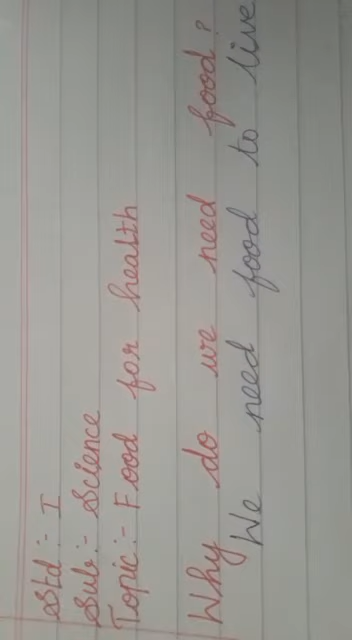 Std :- I
Sub :- Science
Topic :- Food for health
Why do we need food?
We need food to live